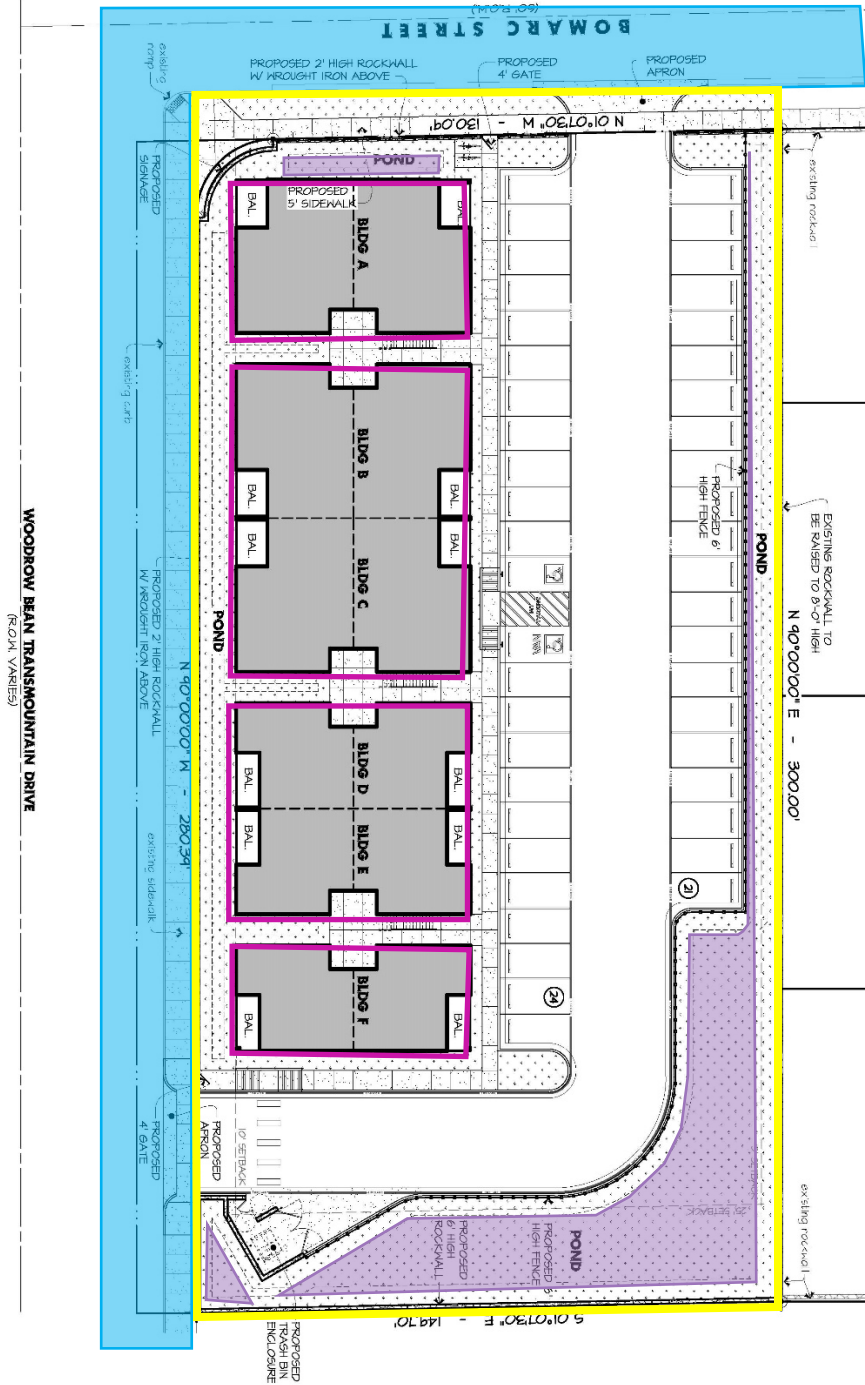 (60' R.O.W.)
BOMARC STREET
existing
ramp
PROPOSED 2' HIGH ROCKWALL
W/ WROUGHT IRON ABOVE
PROPOSED
4' GATE
PROPOSED
APRON
N 01°07'30" W - 130.09'
existing rockwall
PROPOSED
SIGNAGE
POND
PROPOSED
5' SIDEWALK
BAL.
BAL.
BLDG A
existing curb
BLDG B
BAL.
BAL.
BAL.
BAL.
BLDG C
PROPOSED 6'
HIGH FENCE
POND
EXISTING ROCKWALL TO
BE RAISED TO 8'-0" HIGH
N 90°00'00" E - 300.00'
WOODROW BEAN TRANSMOUNTAIN DRIVE
(R.O.W. VARIES)
PROPOSED 2' HIGH ROCKWALL
W/ WROUGHT IRON ABOVE
POND
N 90°00'00" W - 280.39'
BLDG D
BAL.
BAL.
BAL.
BAL.
BLDG E
21
existing sidewalk
BLDG F
BAL.
BAL.
24
PROPOSED
4' GATE
PROPOSED
APRON
10' SETBACK
SETBACK
25' SETBACK
existing rockwall
PROPOSED
6' HIGH
ROCKWALL
PROPOSED 6'
HIGH FENCE
POND
S 01°07'30" E - 149.70'
PROPOSED
TRASH BIN
ENCLOSURE